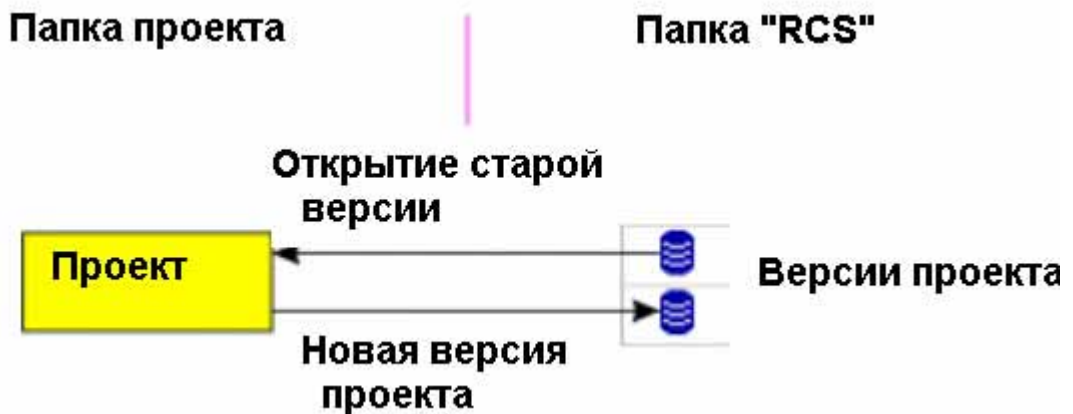 Папка проекта
Папка "RCS"
Открытие старой
версии
Проект
Версии проекта
Новая версия
проекта